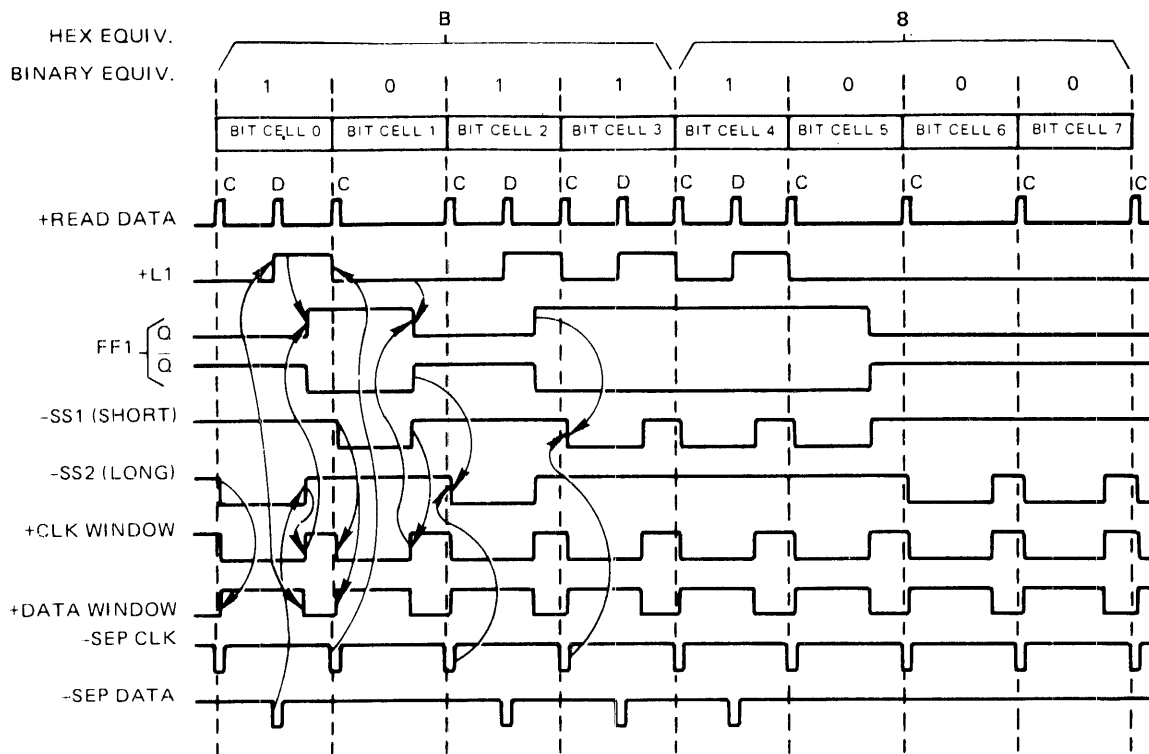 B 8
HEX EQUIV.
BINARY EQUIV. 1 0 1 1 1 0 0 0
BIT CELL 0 BIT CELL 1 BIT CELL 2 BIT CELL 3 BIT CELL 4 BIT CELL 5 BIT CELL 6 BIT CELL 7
C D C C D C D C D C C C C
+READ DATA
+L1
FF1 Q
Q̅
-SS1 (SHORT)
-SS2 (LONG)
+CLK WINDOW
+DATA WINDOW
-SEP CLK
-SEP DATA